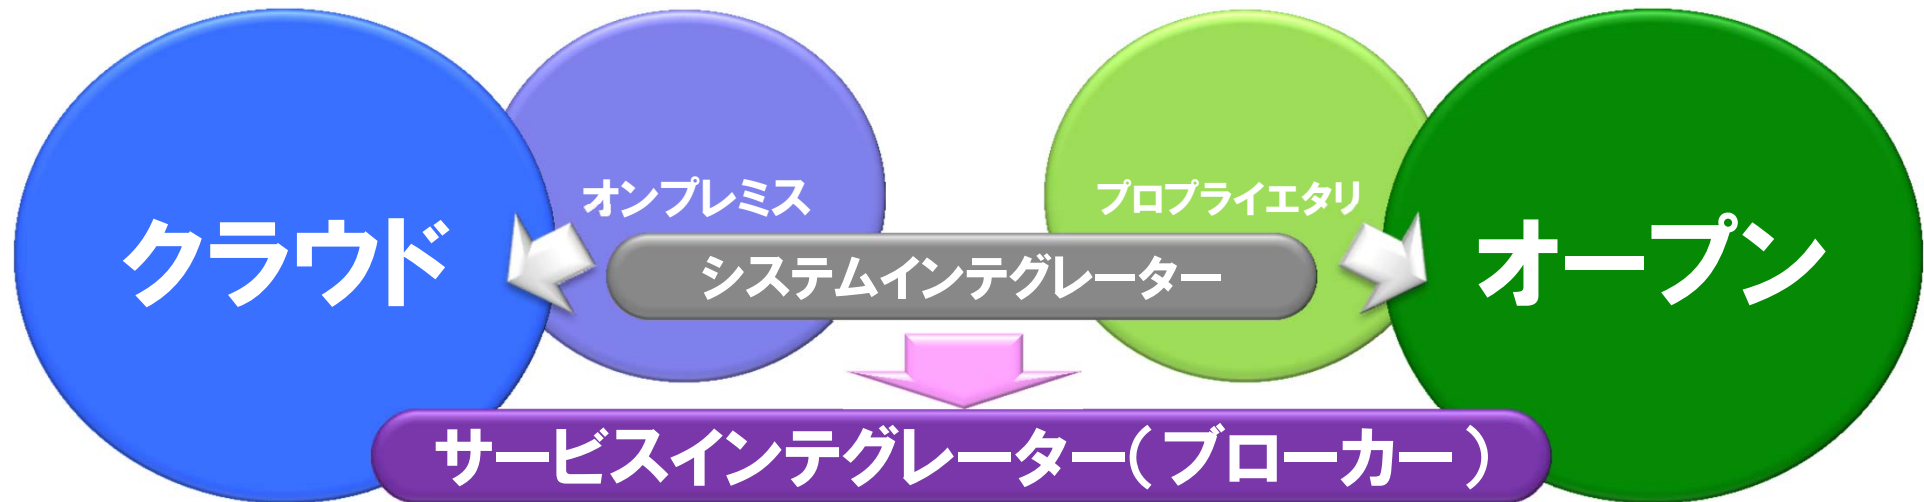 オンプレミス
プロプライエタリ
クラウド
システムインテグレーター
オープン
サービスインテグレーター(ブローカー)